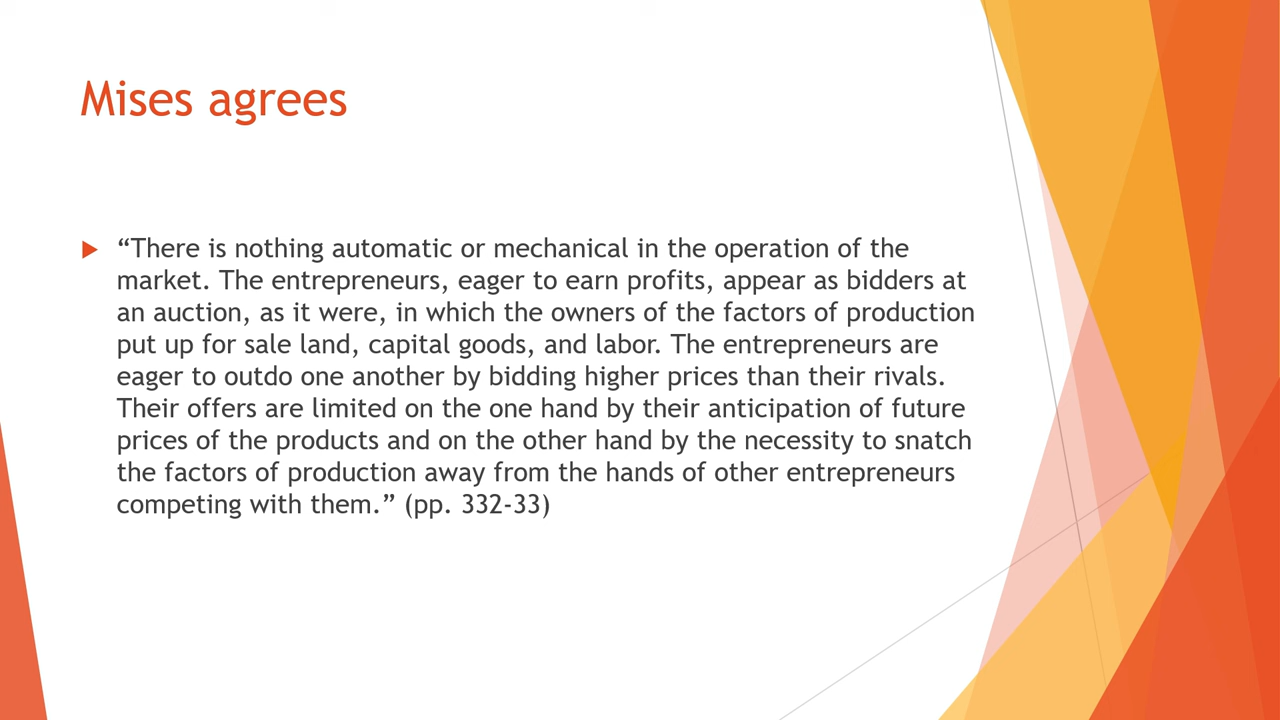 Mises agrees
“There is nothing automatic or mechanical in the operation of the
market. The entrepreneurs, eager to earn profits, appear as bidders at
an auction, as it were, in which the owners of the factors of production
put up for sale land, capital goods, and labor. The entrepreneurs are
eager to outdo one another by bidding higher prices than their rivals.
Their offers are limited on the one hand by their anticipation of future
prices of the products and on the other hand by the necessity to snatch
the factors of production away from the hands of other entrepreneurs
competing with them.” (pp. 332-33)